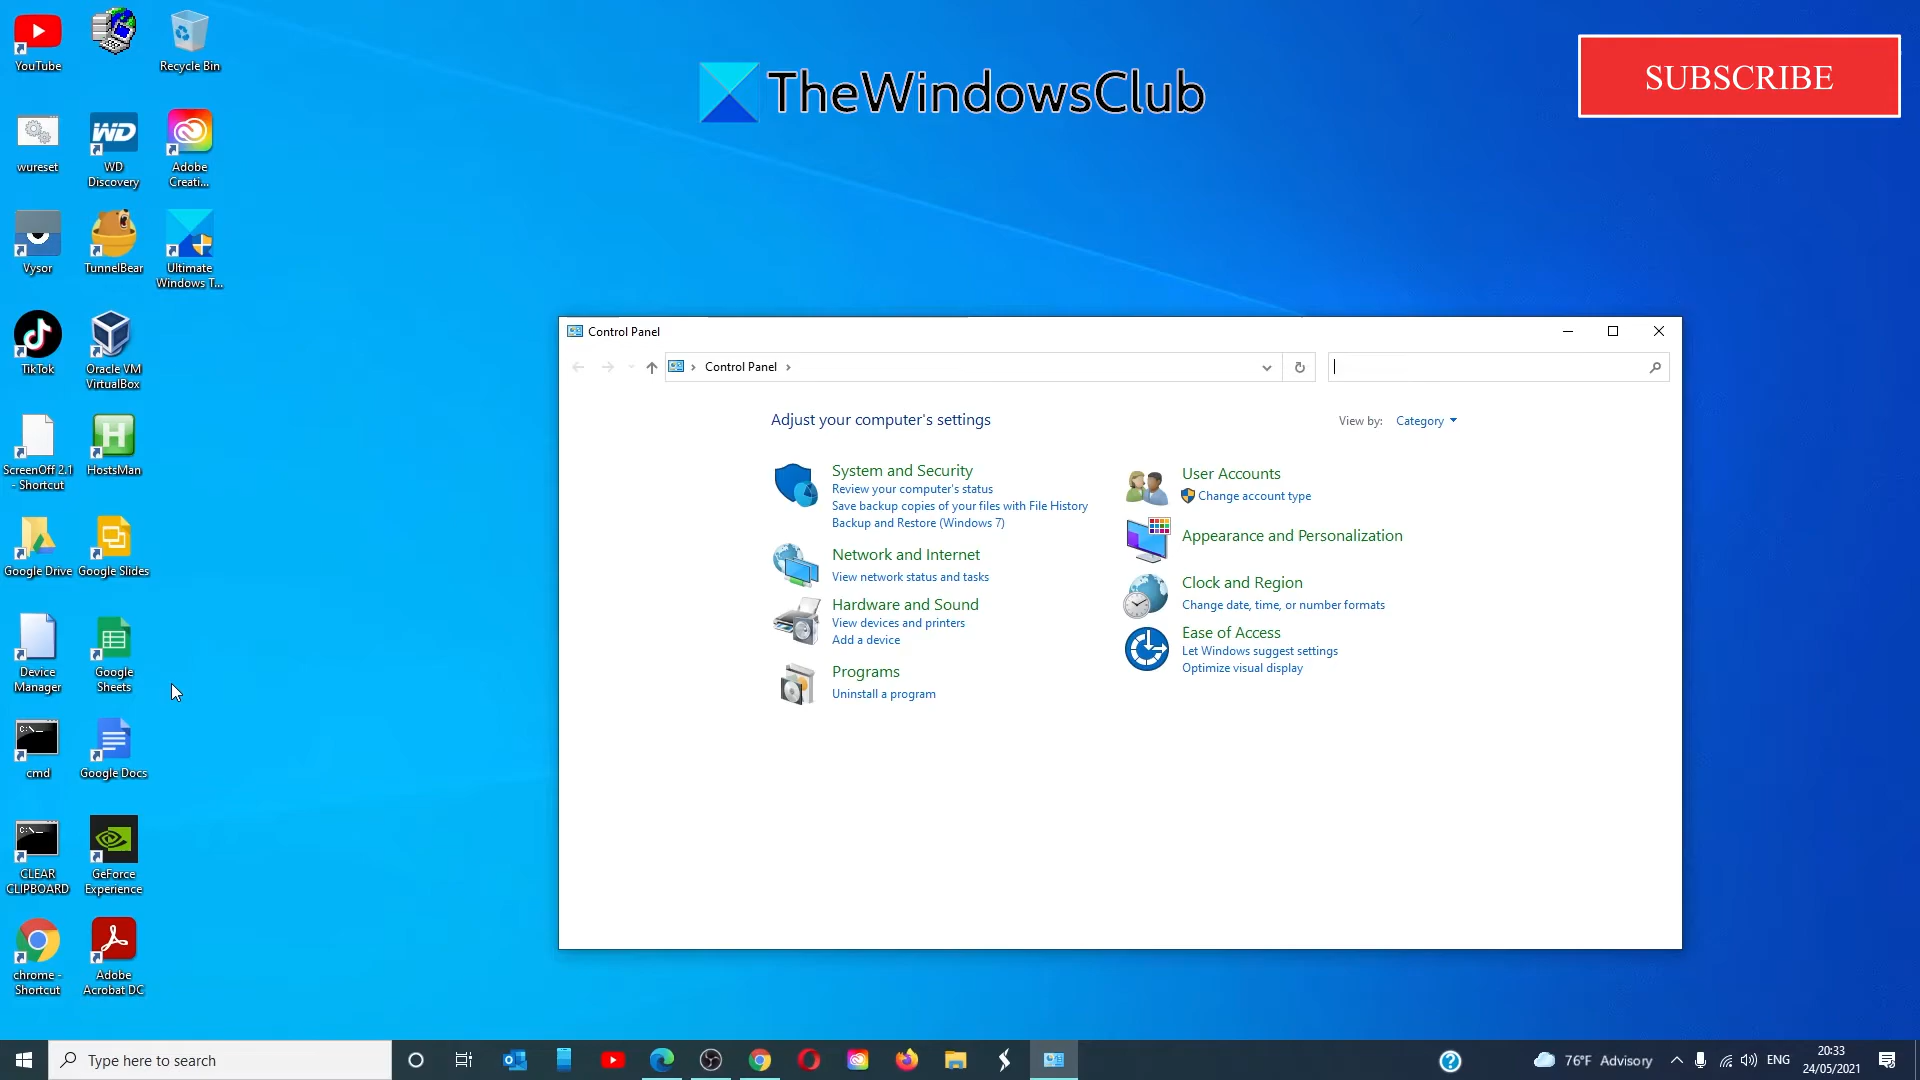 YouTube
Recycle Bin
wureset
WD
Discovery
Adobe
Creati...
Vysor
TunnelBear
Ultimate
Windows T...
TikTok
Oracle VM
VirtualBox
ScreenOff 2.1
- Shortcut
HostsMan
Google Drive
Google Slides
Device
Manager
Google
Sheets
cmd
Google Docs
CLEAR
CLIPBOARD
GeForce
Experience
chrome -
Shortcut
Adobe
Acrobat DC
TheWindowsClub
SUBSCRIBE
Control Panel
Control Panel
Adjust your computer's settings
View by: Category
System and Security
Review your computer's status
Save backup copies of your files with File History
Backup and Restore (Windows 7)
Network and Internet
View network status and tasks
Hardware and Sound
View devices and printers
Add a device
Programs
Uninstall a program
User Accounts
Change account type
Appearance and Personalization
Clock and Region
Change date, time, or number formats
Ease of Access
Let Windows suggest settings
Optimize visual display
Type here to search
76°F Advisory
ENG
20:33
24/05/2021